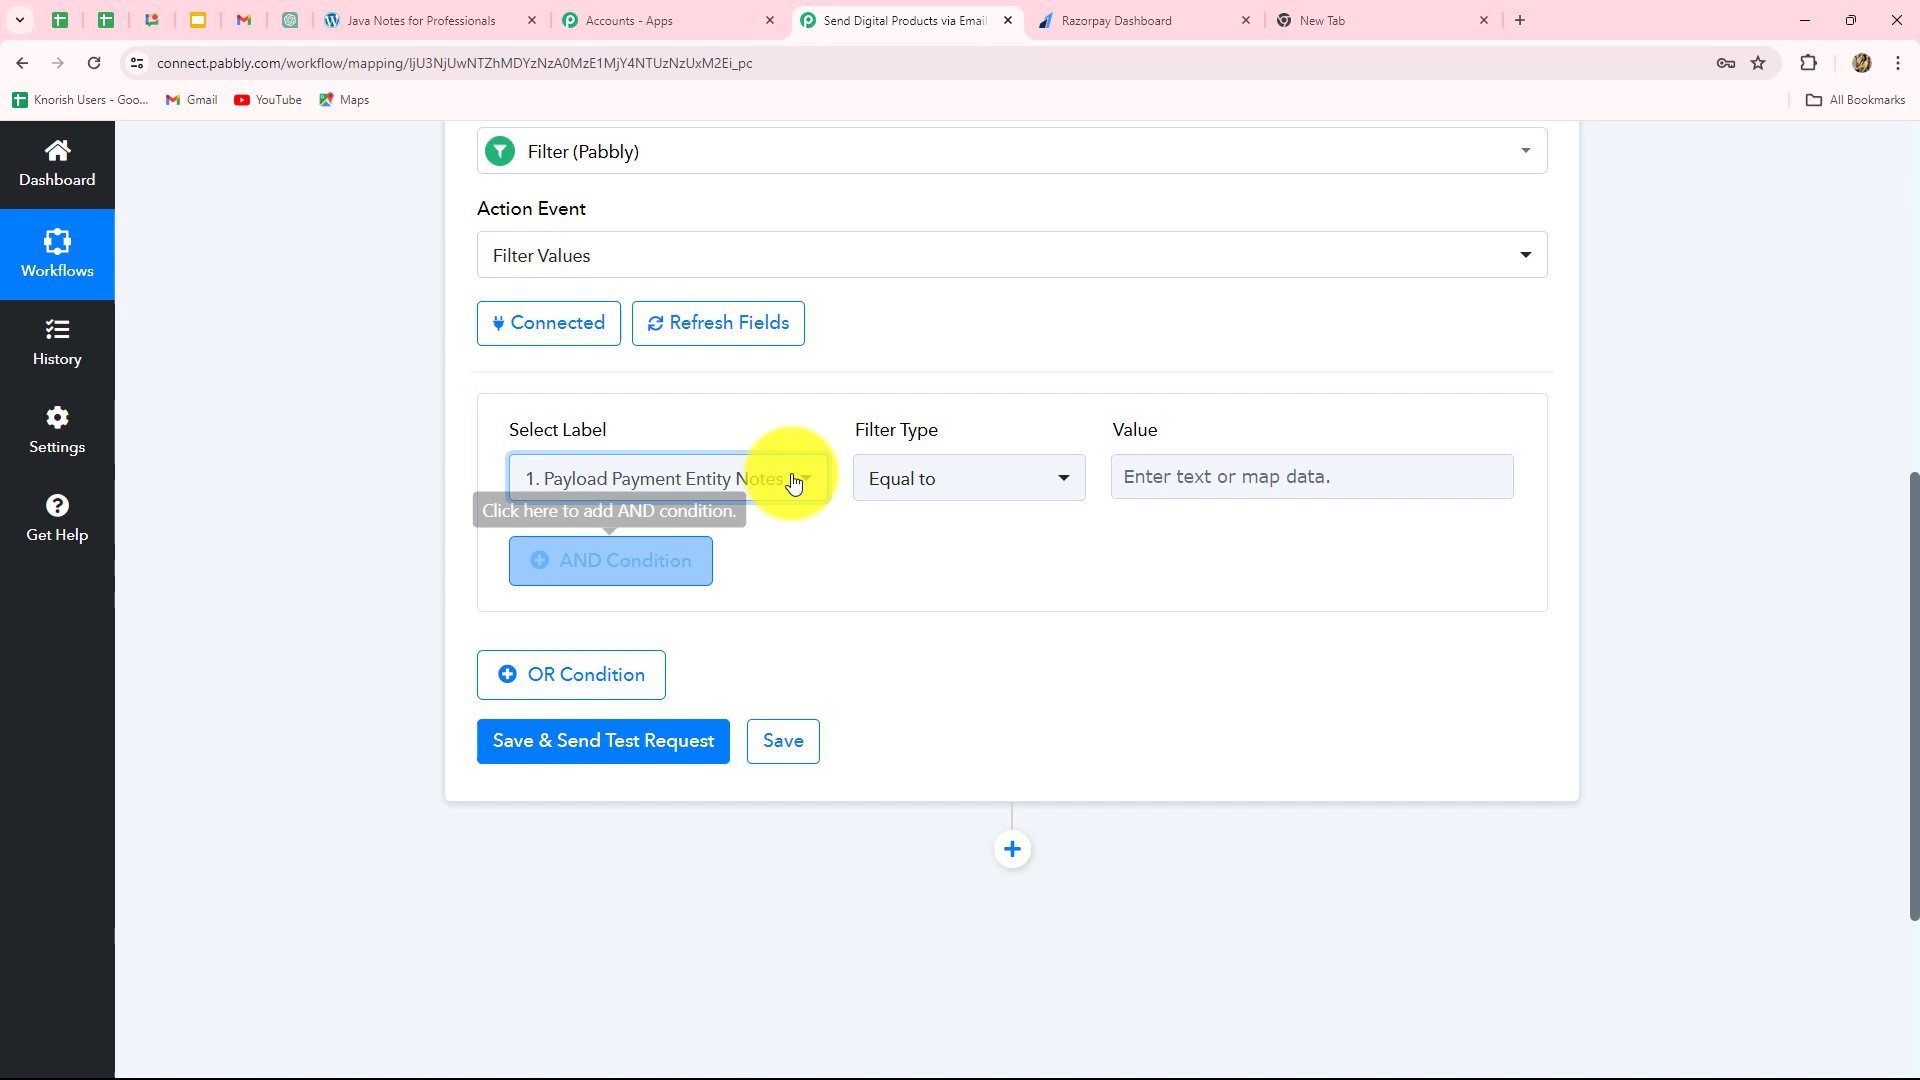 Java Notes for Professionals
Accounts - Apps
Send Digital Products via Email
Razorpay Dashboard
New Tab
connect.pabbly.com/workflow/mapping/IjU3NjUwNTZhMDYzNzA0MzE1MjY4NTUzNzUxM2Ei_pc
Knorish Users - Goo...
Gmail
YouTube
Maps
All Bookmarks
Dashboard
Workflows
History
Settings
Get Help
Filter (Pabbly)
Action Event
Filter Values
Connected
Refresh Fields
Select Label
Filter Type
Value
1. Payload Payment Entity Notes
Equal to
Enter text or map data.
Click here to add AND condition.
AND Condition
OR Condition
Save & Send Test Request
Save